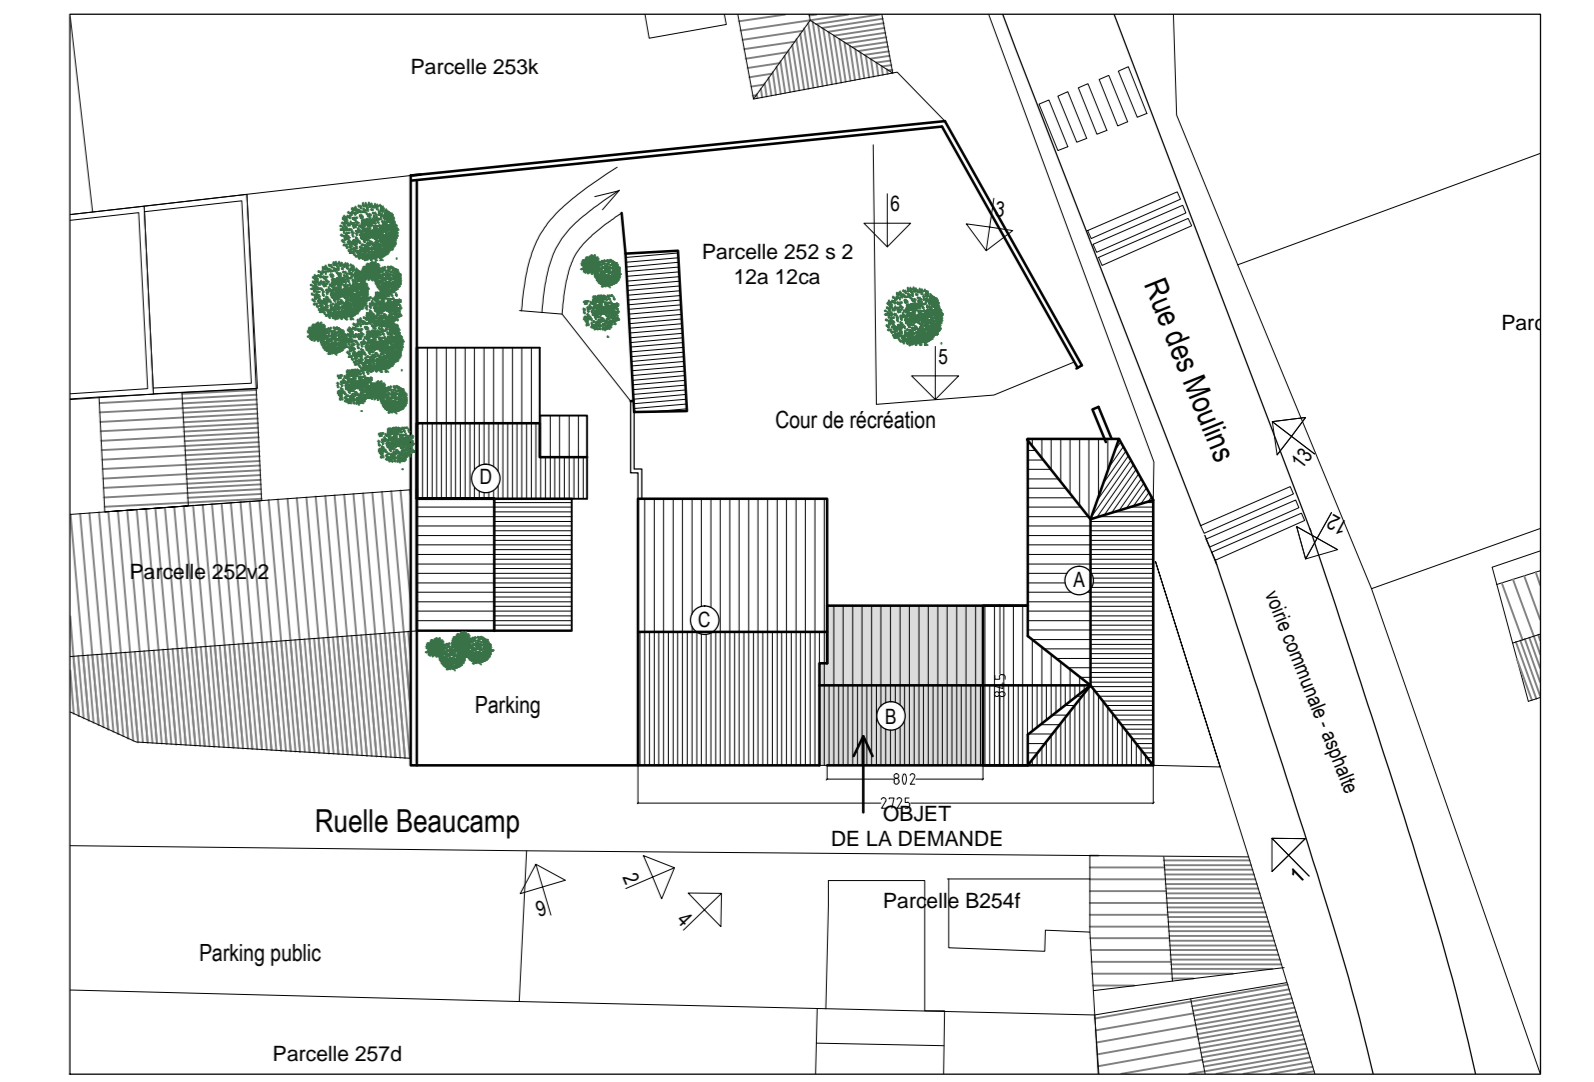 Parcelle 253k
6
3
Parcelle 252 s 2
12a 12ca
Rue des Moulins
Parc
5
Cour de récréation
13
D
12
Parcelle 252v2
A
voirie communale - asphalte
C
845
Parking
B
802
2725
OBJET
DE LA DEMANDE
Ruelle Beaucamp
1
2
9
4
Parcelle B254f
Parking public
Parcelle 257d